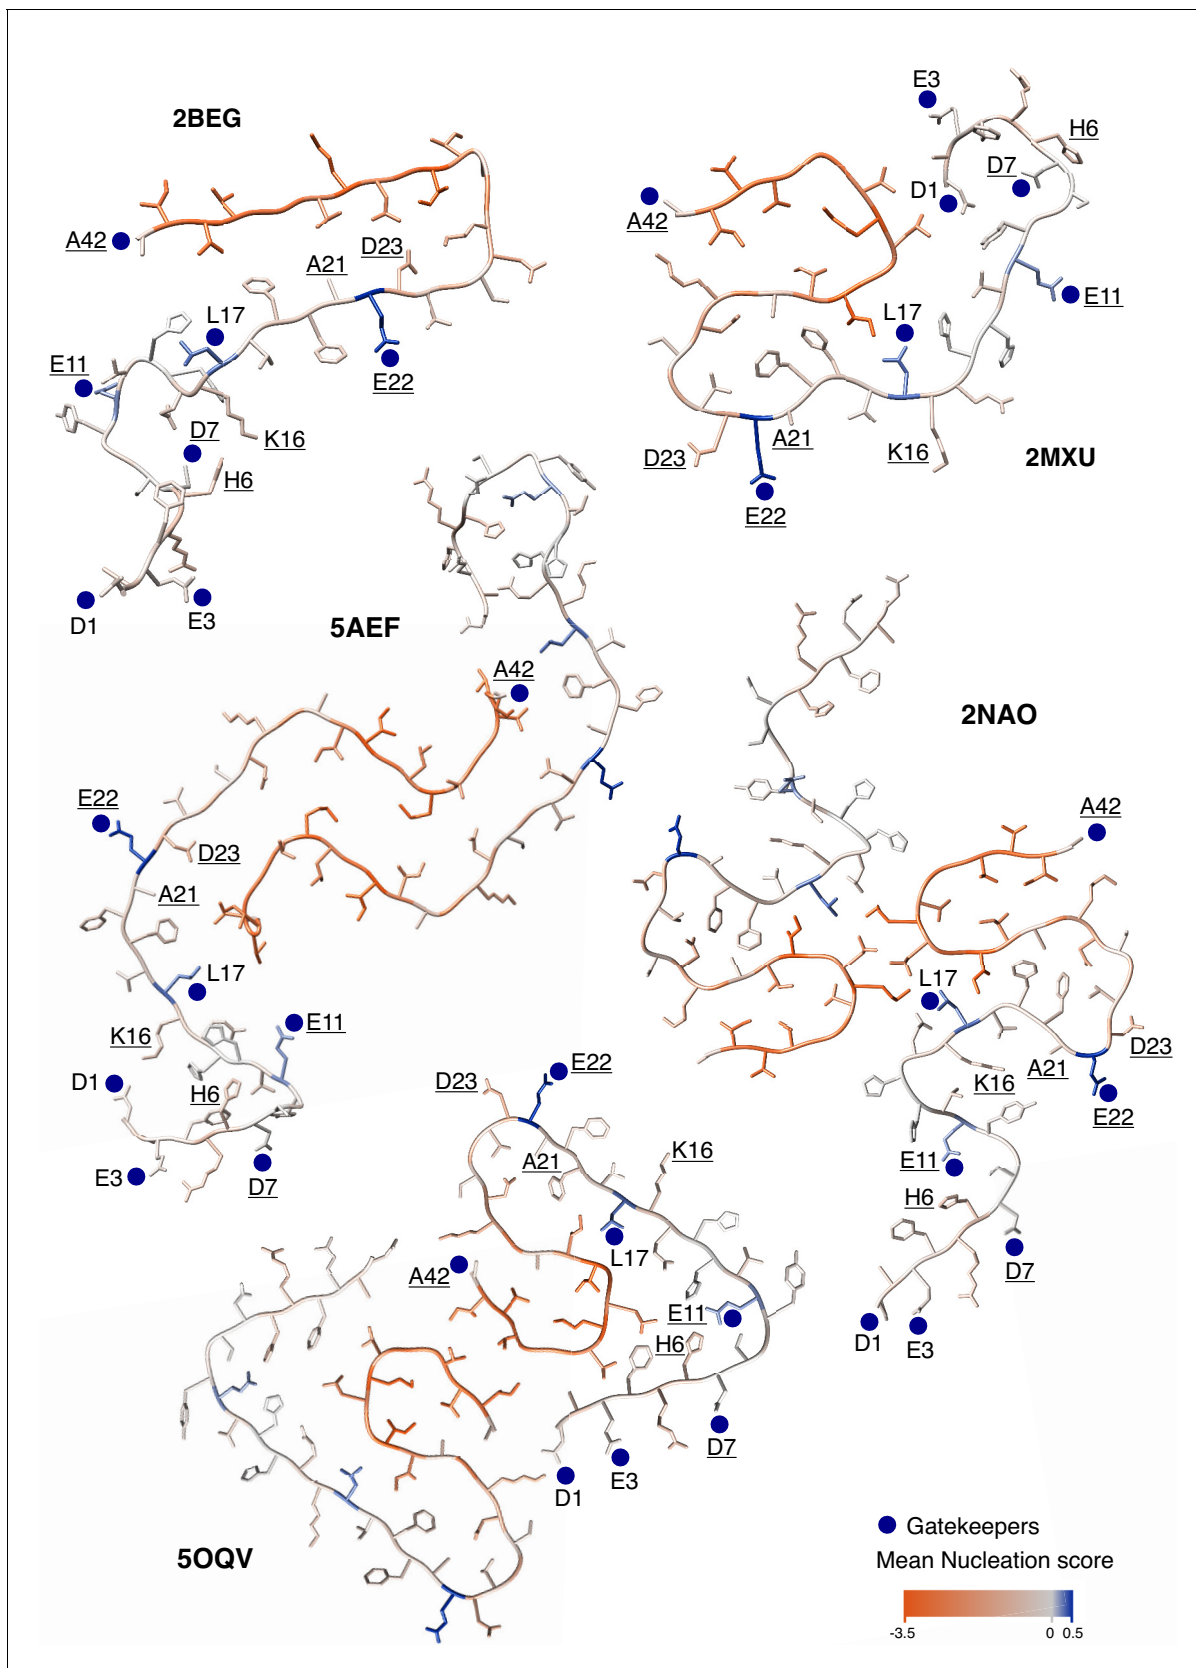 2BEG
A42
D23
A21
L17
E22
E11
D7
K16
H6
D1
E3
E3
H6
D7
D1
A42
E11
L17
A21
K16
D23
E22
2MXU
5AEF
A42
E22
D23
A21
L17
E11
K16
D1
H6
E3
D7
2NAO
A42
L17
D23
A21
K16
E22
E11
H6
D7
D1
E3
E22
D23
A21
K16
L17
A42
E11
H6
D7
E3
D1
5OQV
Gatekeepers
Mean Nucleation score
-3.5 0 0.5